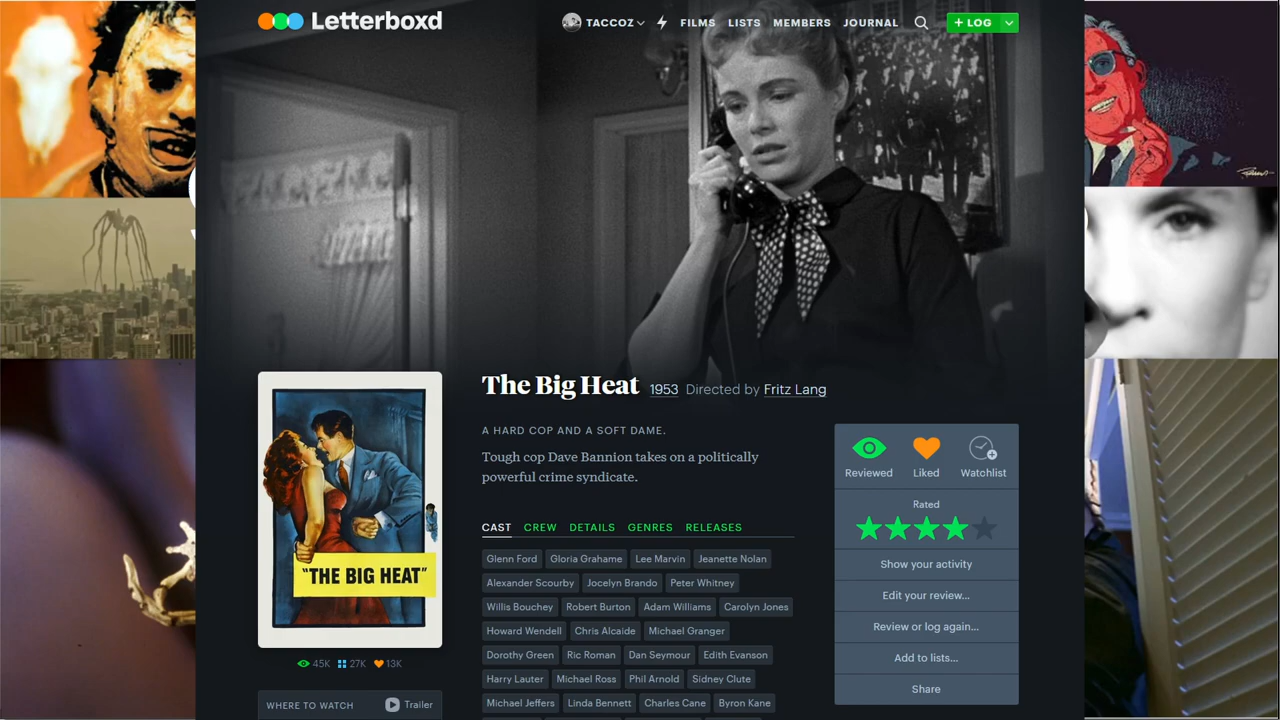 Letterboxd
TACCOZ FILMS LISTS MEMBERS JOURNAL + LOG
The Big Heat 1953 Directed by Fritz Lang
A HARD COP AND A SOFT DAME.
Tough cop Dave Bannion takes on a politically
powerful crime syndicate.
CAST CREW DETAILS GENRES RELEASES
Glenn Ford Gloria Grahame Lee Marvin Jeanette Nolan
Alexander Scourby Jocelyn Brando Peter Whitney
Willis Bouchey Robert Burton Adam Williams Carolyn Jones
Howard Wendell Chris Alcaide Michael Granger
Dorothy Green Ric Roman Dan Seymour Edith Evanson
Harry Lauter Michael Ross Phil Arnold Sidney Clute
Michael Jeffers Linda Bennett Charles Cane Byron Kane
"THE BIG HEAT"
45K 27K 13K
WHERE TO WATCH Trailer
Reviewed Liked Watchlist
Rated
Show your activity
Edit your review...
Review or log again...
Add to lists...
Share